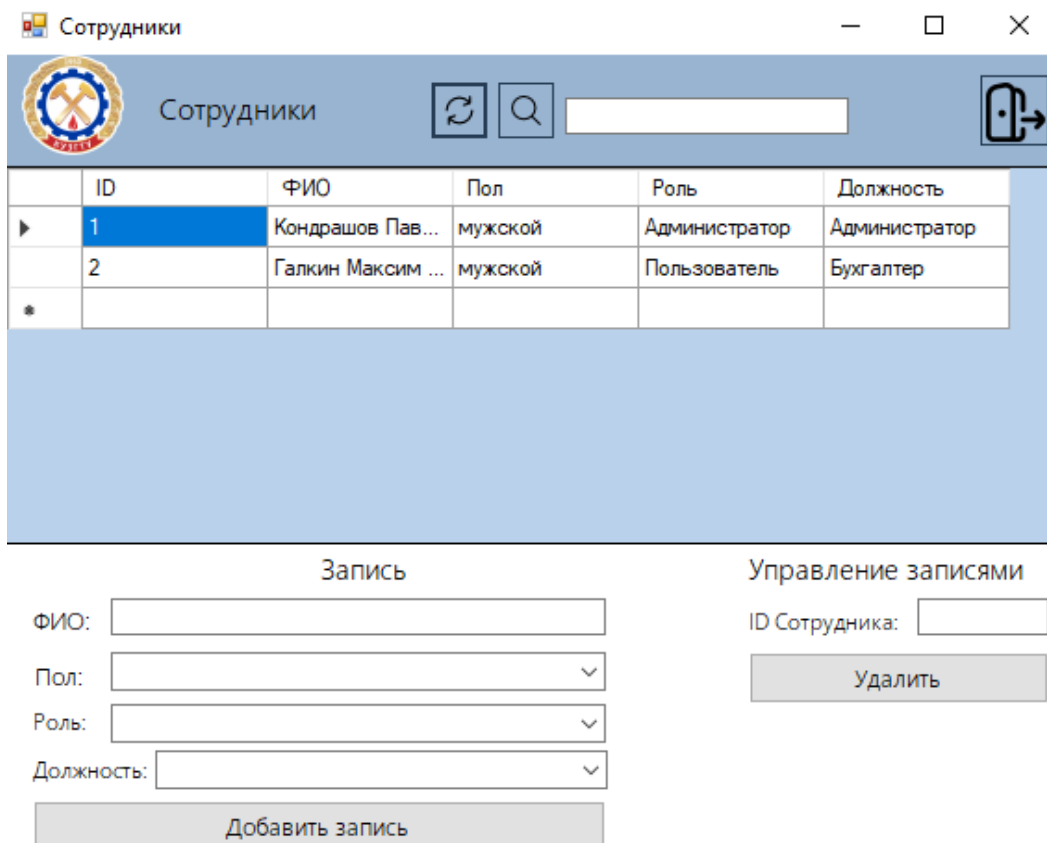 Сотрудники
КУЗГТУ
Сотрудники
ID ФИО Пол Роль Должность
1 Кондрашов Пав... мужской Администратор Администратор
2 Галкин Максим ... мужской Пользователь Бухгалтер
Запись
Управление записями
ФИО:
ID Сотрудника:
Пол:
Удалить
Роль:
Должность:
Добавить запись